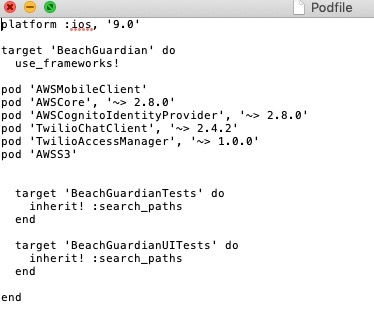 Podfile
platform :ios, '9.0'
target 'BeachGuardian' do
use_frameworks!
pod 'AWSMobileClient'
pod 'AWSCore', '~> 2.8.0'
pod 'AWSCognitoIdentityProvider', '~> 2.8.0'
pod 'TwilioChatClient', '~> 2.4.2'
pod 'TwilioAccessManager', '~> 1.0.0'
pod 'AWSS3'
target 'BeachGuardianTests' do
inherit! :search_paths
end
target 'BeachGuardianUITests' do
inherit! :search_paths
end
end